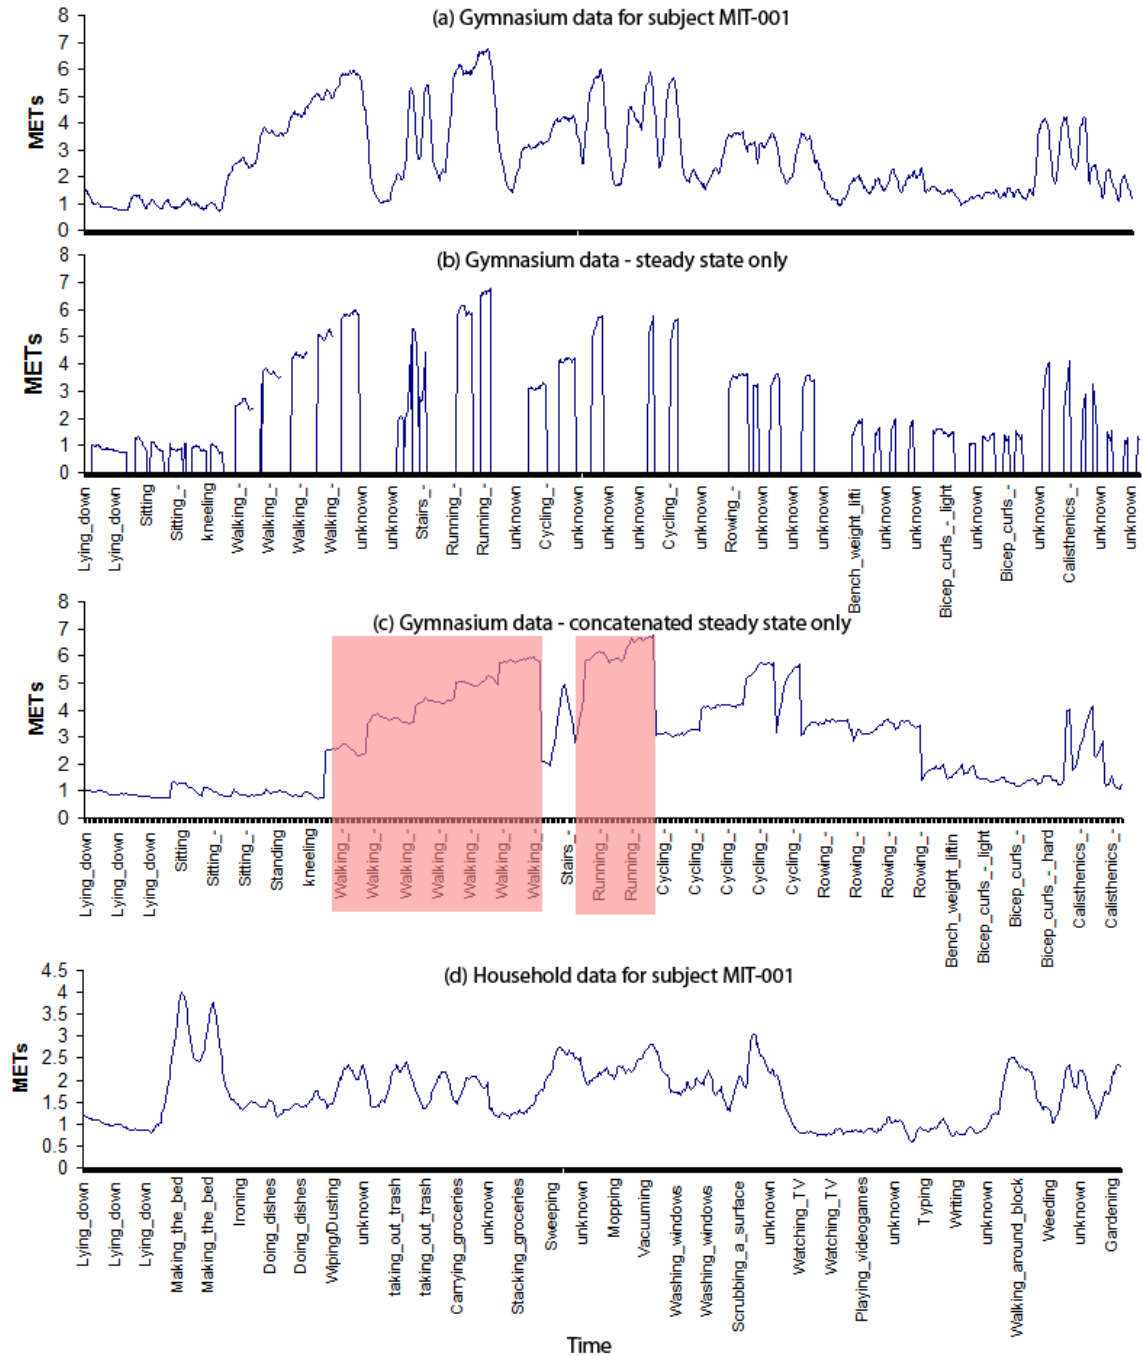 (a) Gymnasium data for subject MIT-001
METs
8
7
6
5
4
3
2
1
0
(b) Gymnasium data - steady state only
METs
8
7
6
5
4
3
2
1
0
Lying_down
Lying_down
Sitting
Sitting_-
kneeling
Walking_-
Walking_-
Walking_-
Walking_-
unknown
unknown
Stairs_-
Running_-
Running_-
unknown
Cycling_-
unknown
unknown
unknown
Cycling_-
unknown
Rowing_-
unknown
unknown
unknown
Bench_weight_lifti
unknown
unknown
Bicep_curls_-_light
unknown
Bicep_curls_-
unknown
Calisthenics_-
unknown
unknown
(c) Gymnasium data - concatenated steady state only
METs
8
7
6
5
4
3
2
1
0
Lying_down
Lying_down
Lying_down
Sitting
Sitting_-
Sitting_-
Standing
kneeling
Walking_-
Walking_-
Walking_-
Walking_-
Walking_-
Walking_-
Walking_-
Stairs_-
Running_-
Running_-
Cycling_-
Cycling_-
Cycling_-
Cycling_-
Cycling_-
Rowing_-
Rowing_-
Rowing_-
Rowing_-
Bench_weight_liftin
Bicep_curls_-_light
Bicep_curls_-
Bicep_curls_-_hard
Calisthenics_-
Calisthenics_-
(d) Household data for subject MIT-001
METs
4.5
4
3.5
3
2.5
2
1.5
1
0.5
0
Lying_down
Lying_down
Lying_down
Making_the_bed
Making_the_bed
Ironing
Doing_dishes
Doing_dishes
Wiping/Dusting
unknown
taking_out_trash
taking_out_trash
Carrying_groceries
unknown
Stacking_groceries
Sweeping
unknown
Mopping
Vacuuming
Washing_windows
Washing_windows
Scrubbing_a_surface
unknown
Watching_TV
Watching_TV
Playing_videogames
unknown
Typing
Writing
unknown
Walking_around_block
Weeding
unknown
Gardening
Time